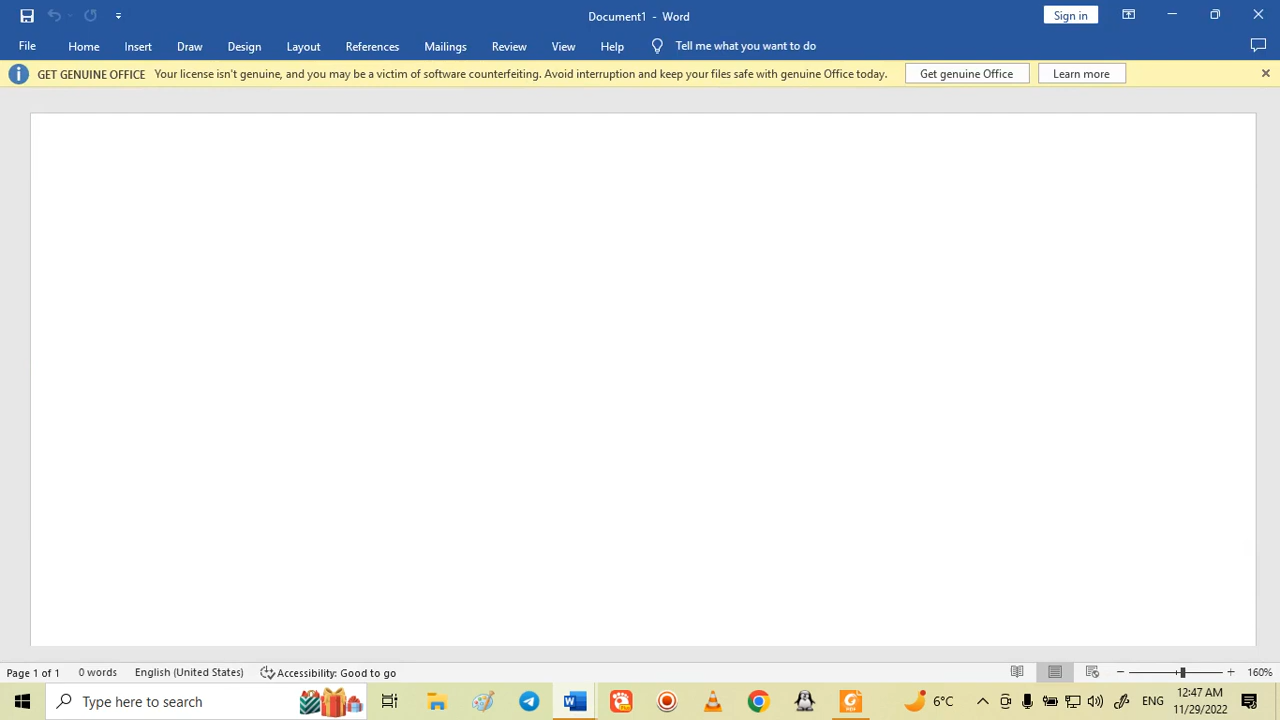 Document1 - Word
Sign in
File Home Insert Draw Design Layout References Mailings Review View Help Tell me what you want to do
GET GENUINE OFFICE Your license isn't genuine, and you may be a victim of software counterfeiting. Avoid interruption and keep your files safe with genuine Office today. Get genuine Office Learn more
Page 1 of 1 0 words English (United States) Accessibility: Good to go 160%
Type here to search 6°C ENG 12:47 AM
11/29/2022